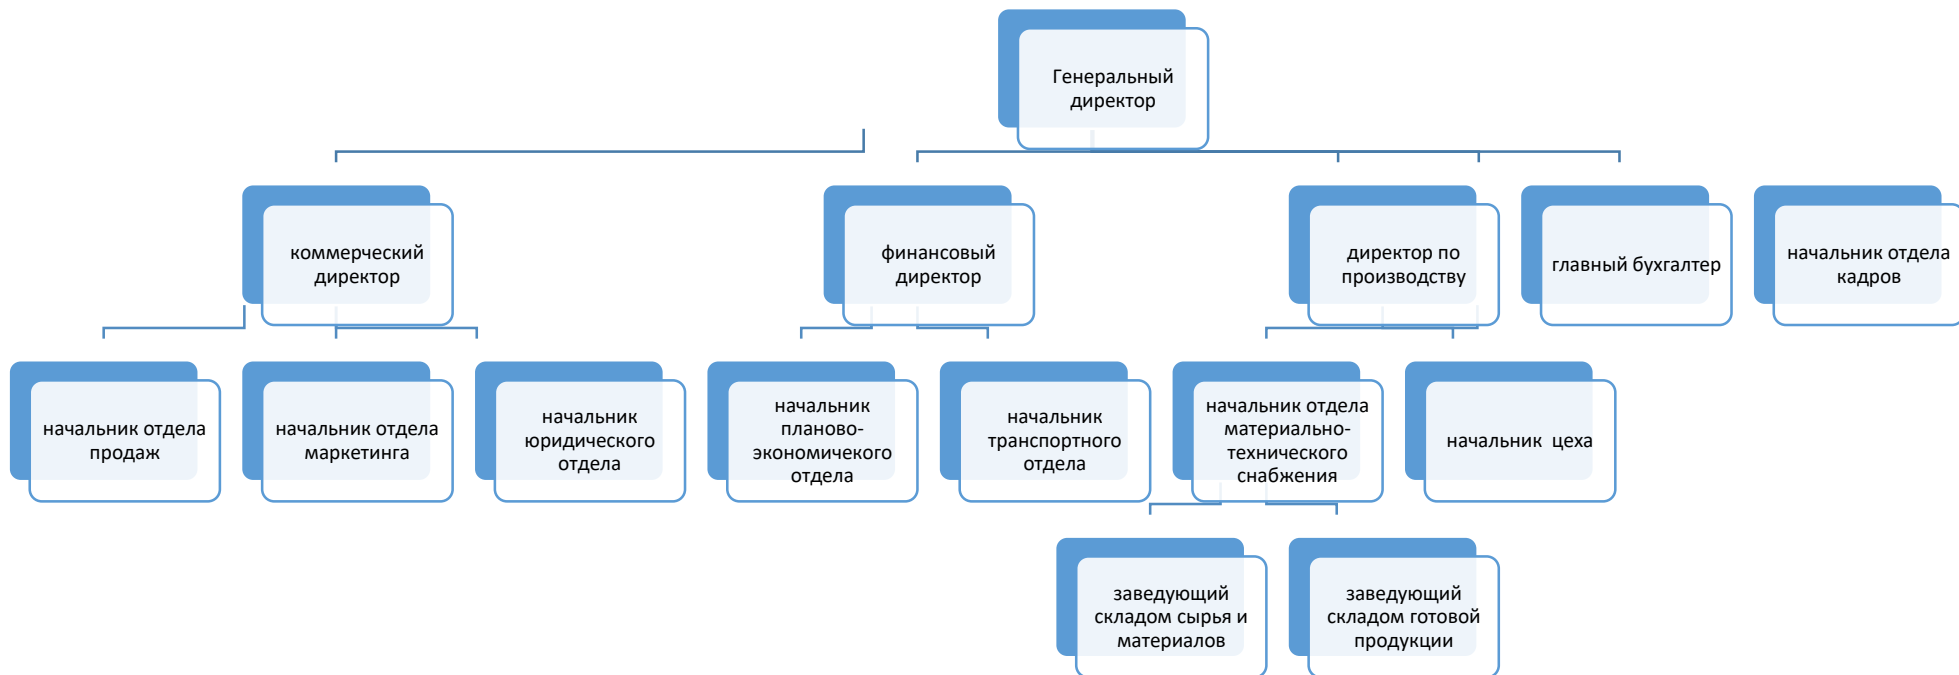 Генеральный
директор
коммерческий
директор
финансовый
директор
директор по
производству
главный бухгалтер
начальник отдела
кадров
начальник отдела
продаж
начальник отдела
маркетинга
начальник
юридического
отдела
начальник
планово-
экономичекого
отдела
начальник
транспортного
отдела
начальник отдела
материально-
технического
снабжения
начальник  цеха
заведующий
складом сырья и
материалов
заведующий
складом готовой
продукции